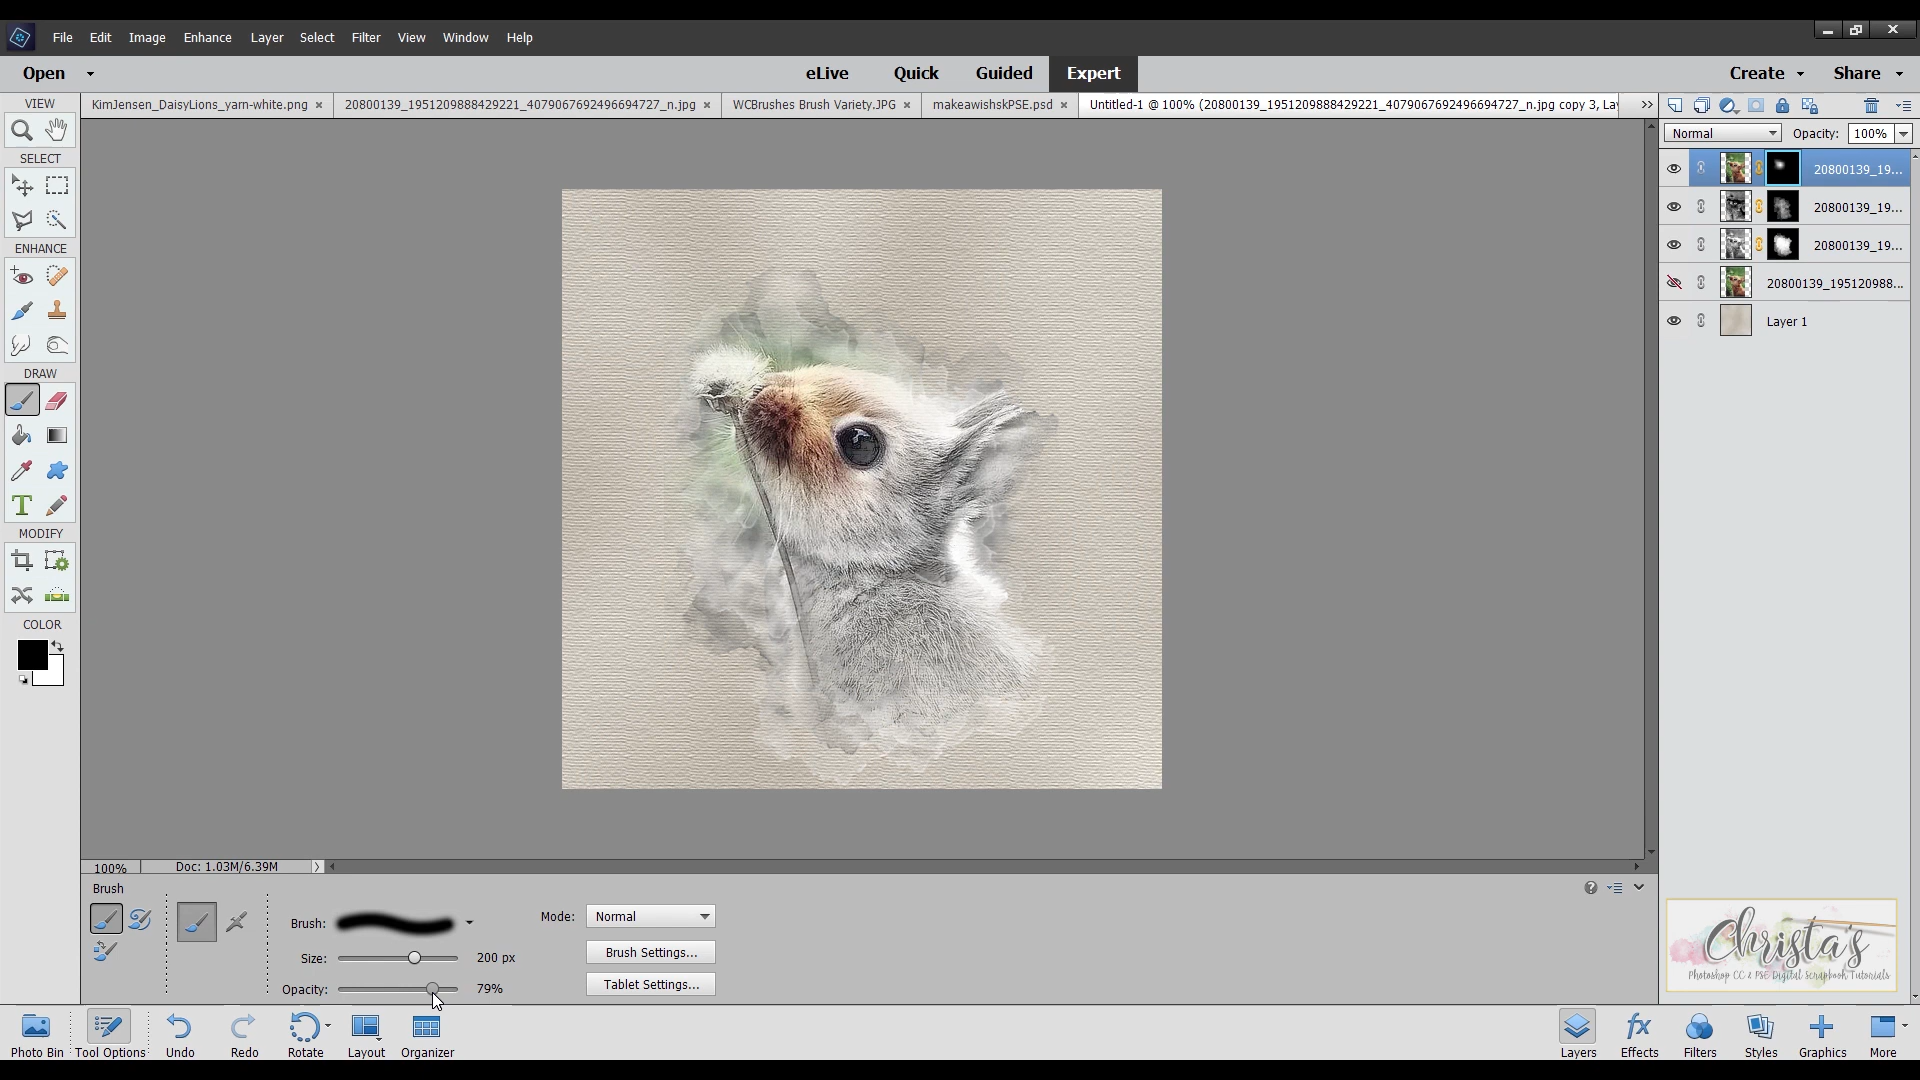 File Edit Image Enhance Layer Select Filter View Window Help
Open eLive Quick Guided Expert Create Share
VIEW
KimJensen_DaisyLions_yarn-white.png × 20800139_1951209888429221_4079067692496694727_n.jpg × WCBrushes Brush Variety.JPG × makeawishskPSE.psd × Untitled-1 @ 100% (20800139_1951209888429221_4079067692496694727_n.jpg copy 3, Lay >>
Normal Opacity: 100%
SELECT
20800139_19...
20800139_19...
ENHANCE
20800139_19...
20800139_195120988...
Layer 1
DRAW
T
MODIFY
COLOR
100% Doc: 1.03M/6.39M
Brush
Brush: Mode: Normal
Size: 200 px Brush Settings...
Opacity: 79% Tablet Settings...
Christa's
Photoshop CC & PSE Digital Scrapbook Tutorials
Photo Bin Tool Options Undo Redo Rotate Layout Organizer fx Layers Effects Filters Styles Graphics More